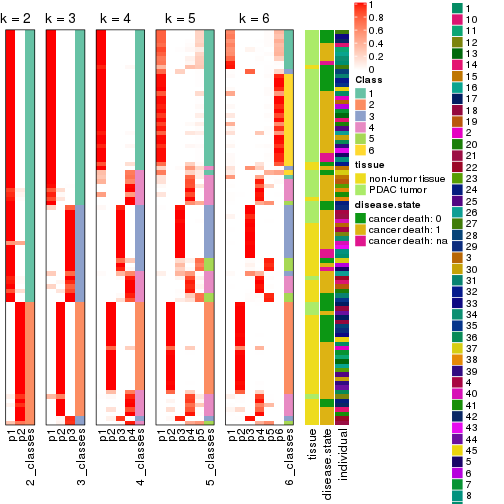 k = 2
k = 3
k = 4
k = 5
k = 6
p1
p2
2_classes
p1
p2
p3
3_classes
p1
p2
p3
p4
4_classes
p1
p2
p3
p4
p5
5_classes
p1
p2
p3
p4
p5
p6
6_classes
tissue
disease.state
individual
1
0.8
0.6
0.4
0.2
0
Class
1
2
3
4
5
6
tissue
non-tumor tissue
PDAC tumor
disease.state
cancer death: 0
cancer death: 1
cancer death: na
1
10
11
12
13
14
15
16
17
18
19
2
20
21
22
23
24
25
26
27
28
29
3
30
31
32
33
34
35
36
37
38
39
4
40
41
42
43
44
45
5
6
7
8